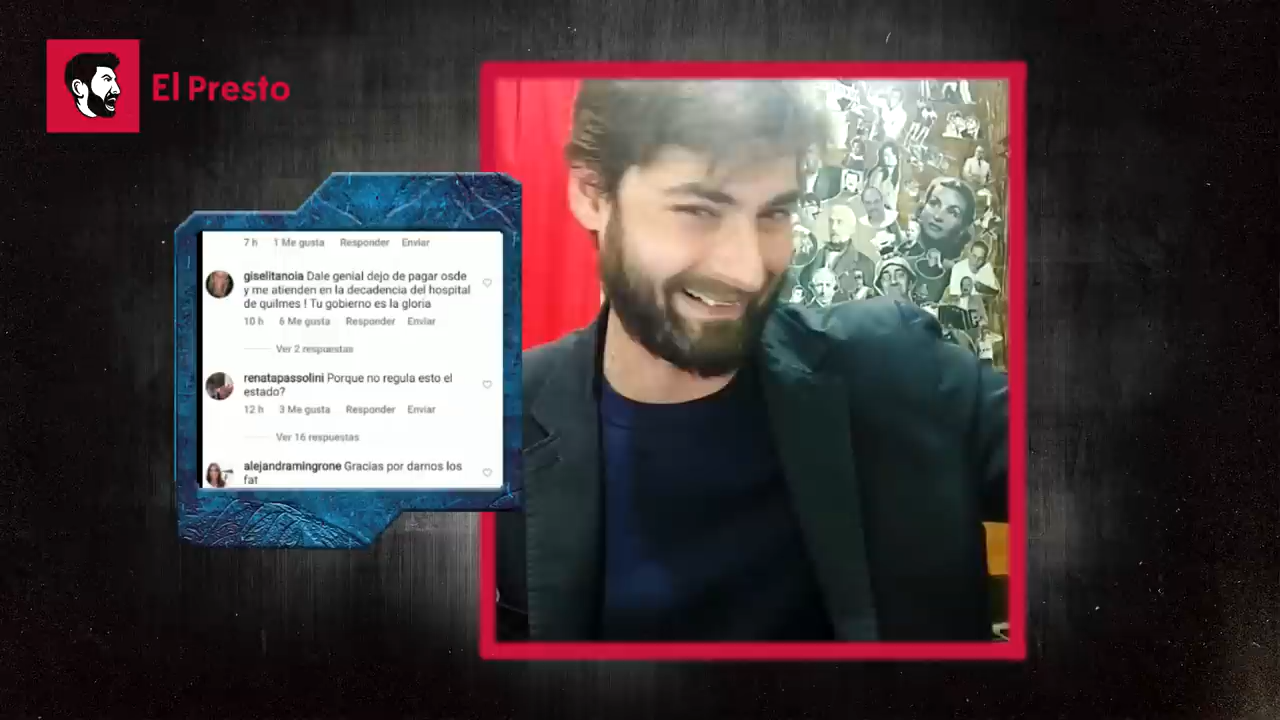 El Presto
7 h 1 Me gusta Responder Enviar
giselitanoia Dale genial dejo de pagar osde
y me atienden en la decadencia del hospital
de quilmes ! Tu gobierno es la gloria
10 h 6 Me gusta Responder Enviar
Ver 2 respuestas
renatapassolini Porque no regula esto el
estado?
12 h 3 Me gusta Responder Enviar
Ver 16 respuestas
alejandramingrone Gracias por darnos los
fat